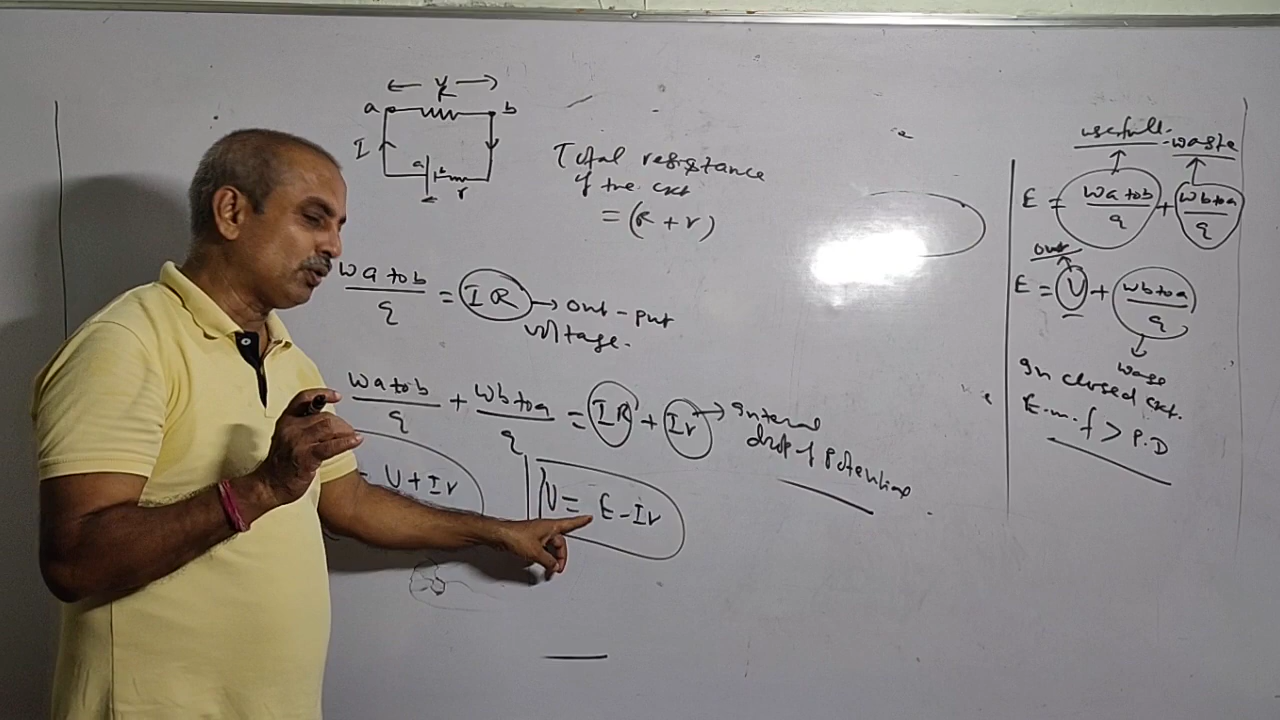 V
a R b
I
a b r
Total resistance
of the ckt
= (R + r)
Wa to b / q = IR → out-put
voltage.
Wa to b / q + Wb to a / q = IR + Ir → Internal
drop of Potential
= V + Ir
V = E - Ir
usefull waste
E = Wa to b / q + Wb to a / q
out
E = V + Wb to a / q
In closed ckt.
E.m.f > P.D